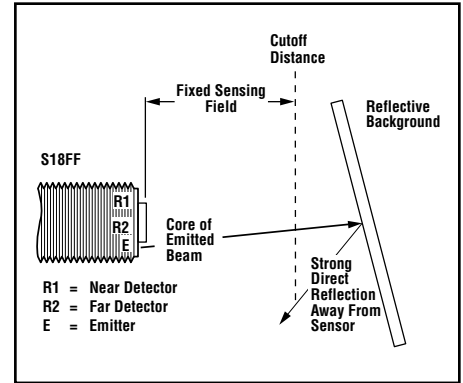 Cutoff
Distance
Fixed Sensing
Field
Reflective
Background
S18FF
R1
R2
E
Core of
Emitted
Beam
Strong
Direct
Reflection
Away From
Sensor
R1 = Near Detector
R2 = Far Detector
E = Emitter